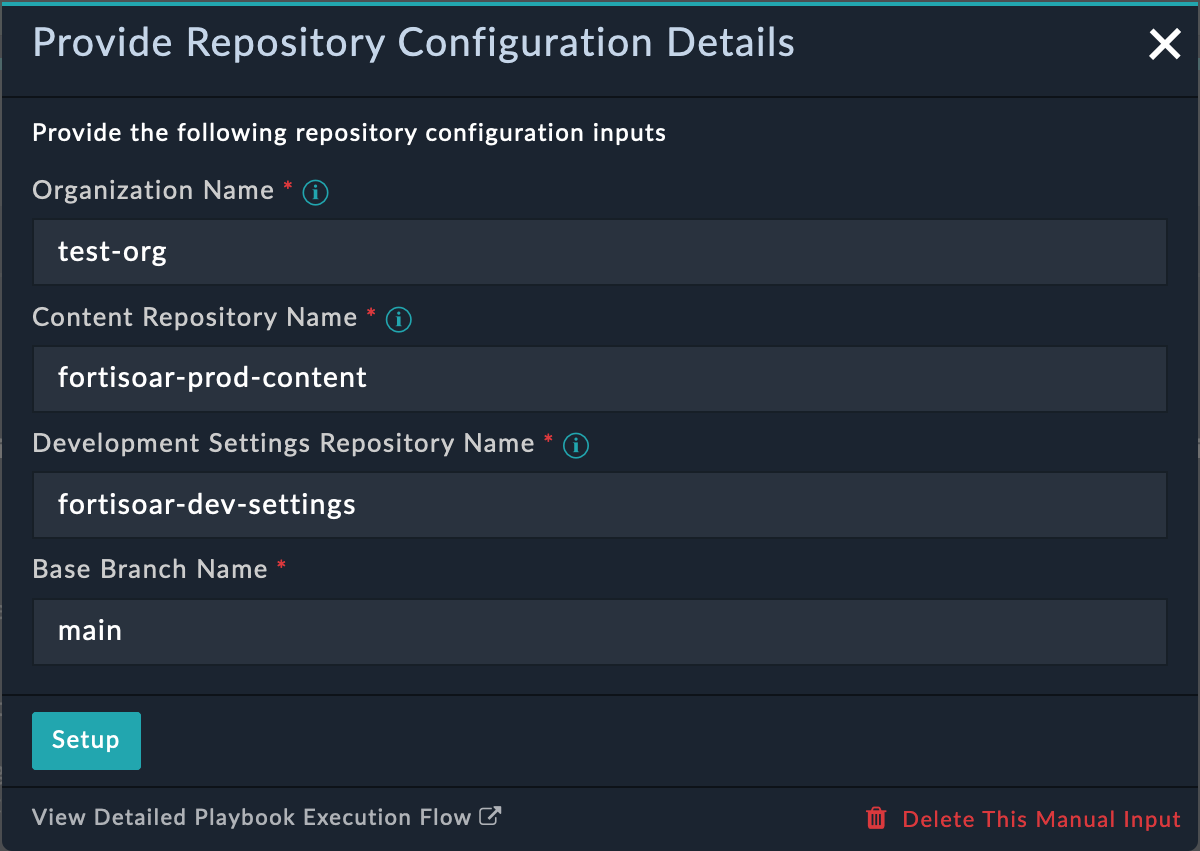 Provide Repository Configuration Details
Provide the following repository configuration inputs
Organization Name *
test-org
Content Repository Name *
fortisoar-prod-content
Development Settings Repository Name *
fortisoar-dev-settings
Base Branch Name *
main
Setup
View Detailed Playbook Execution Flow
Delete This Manual Input